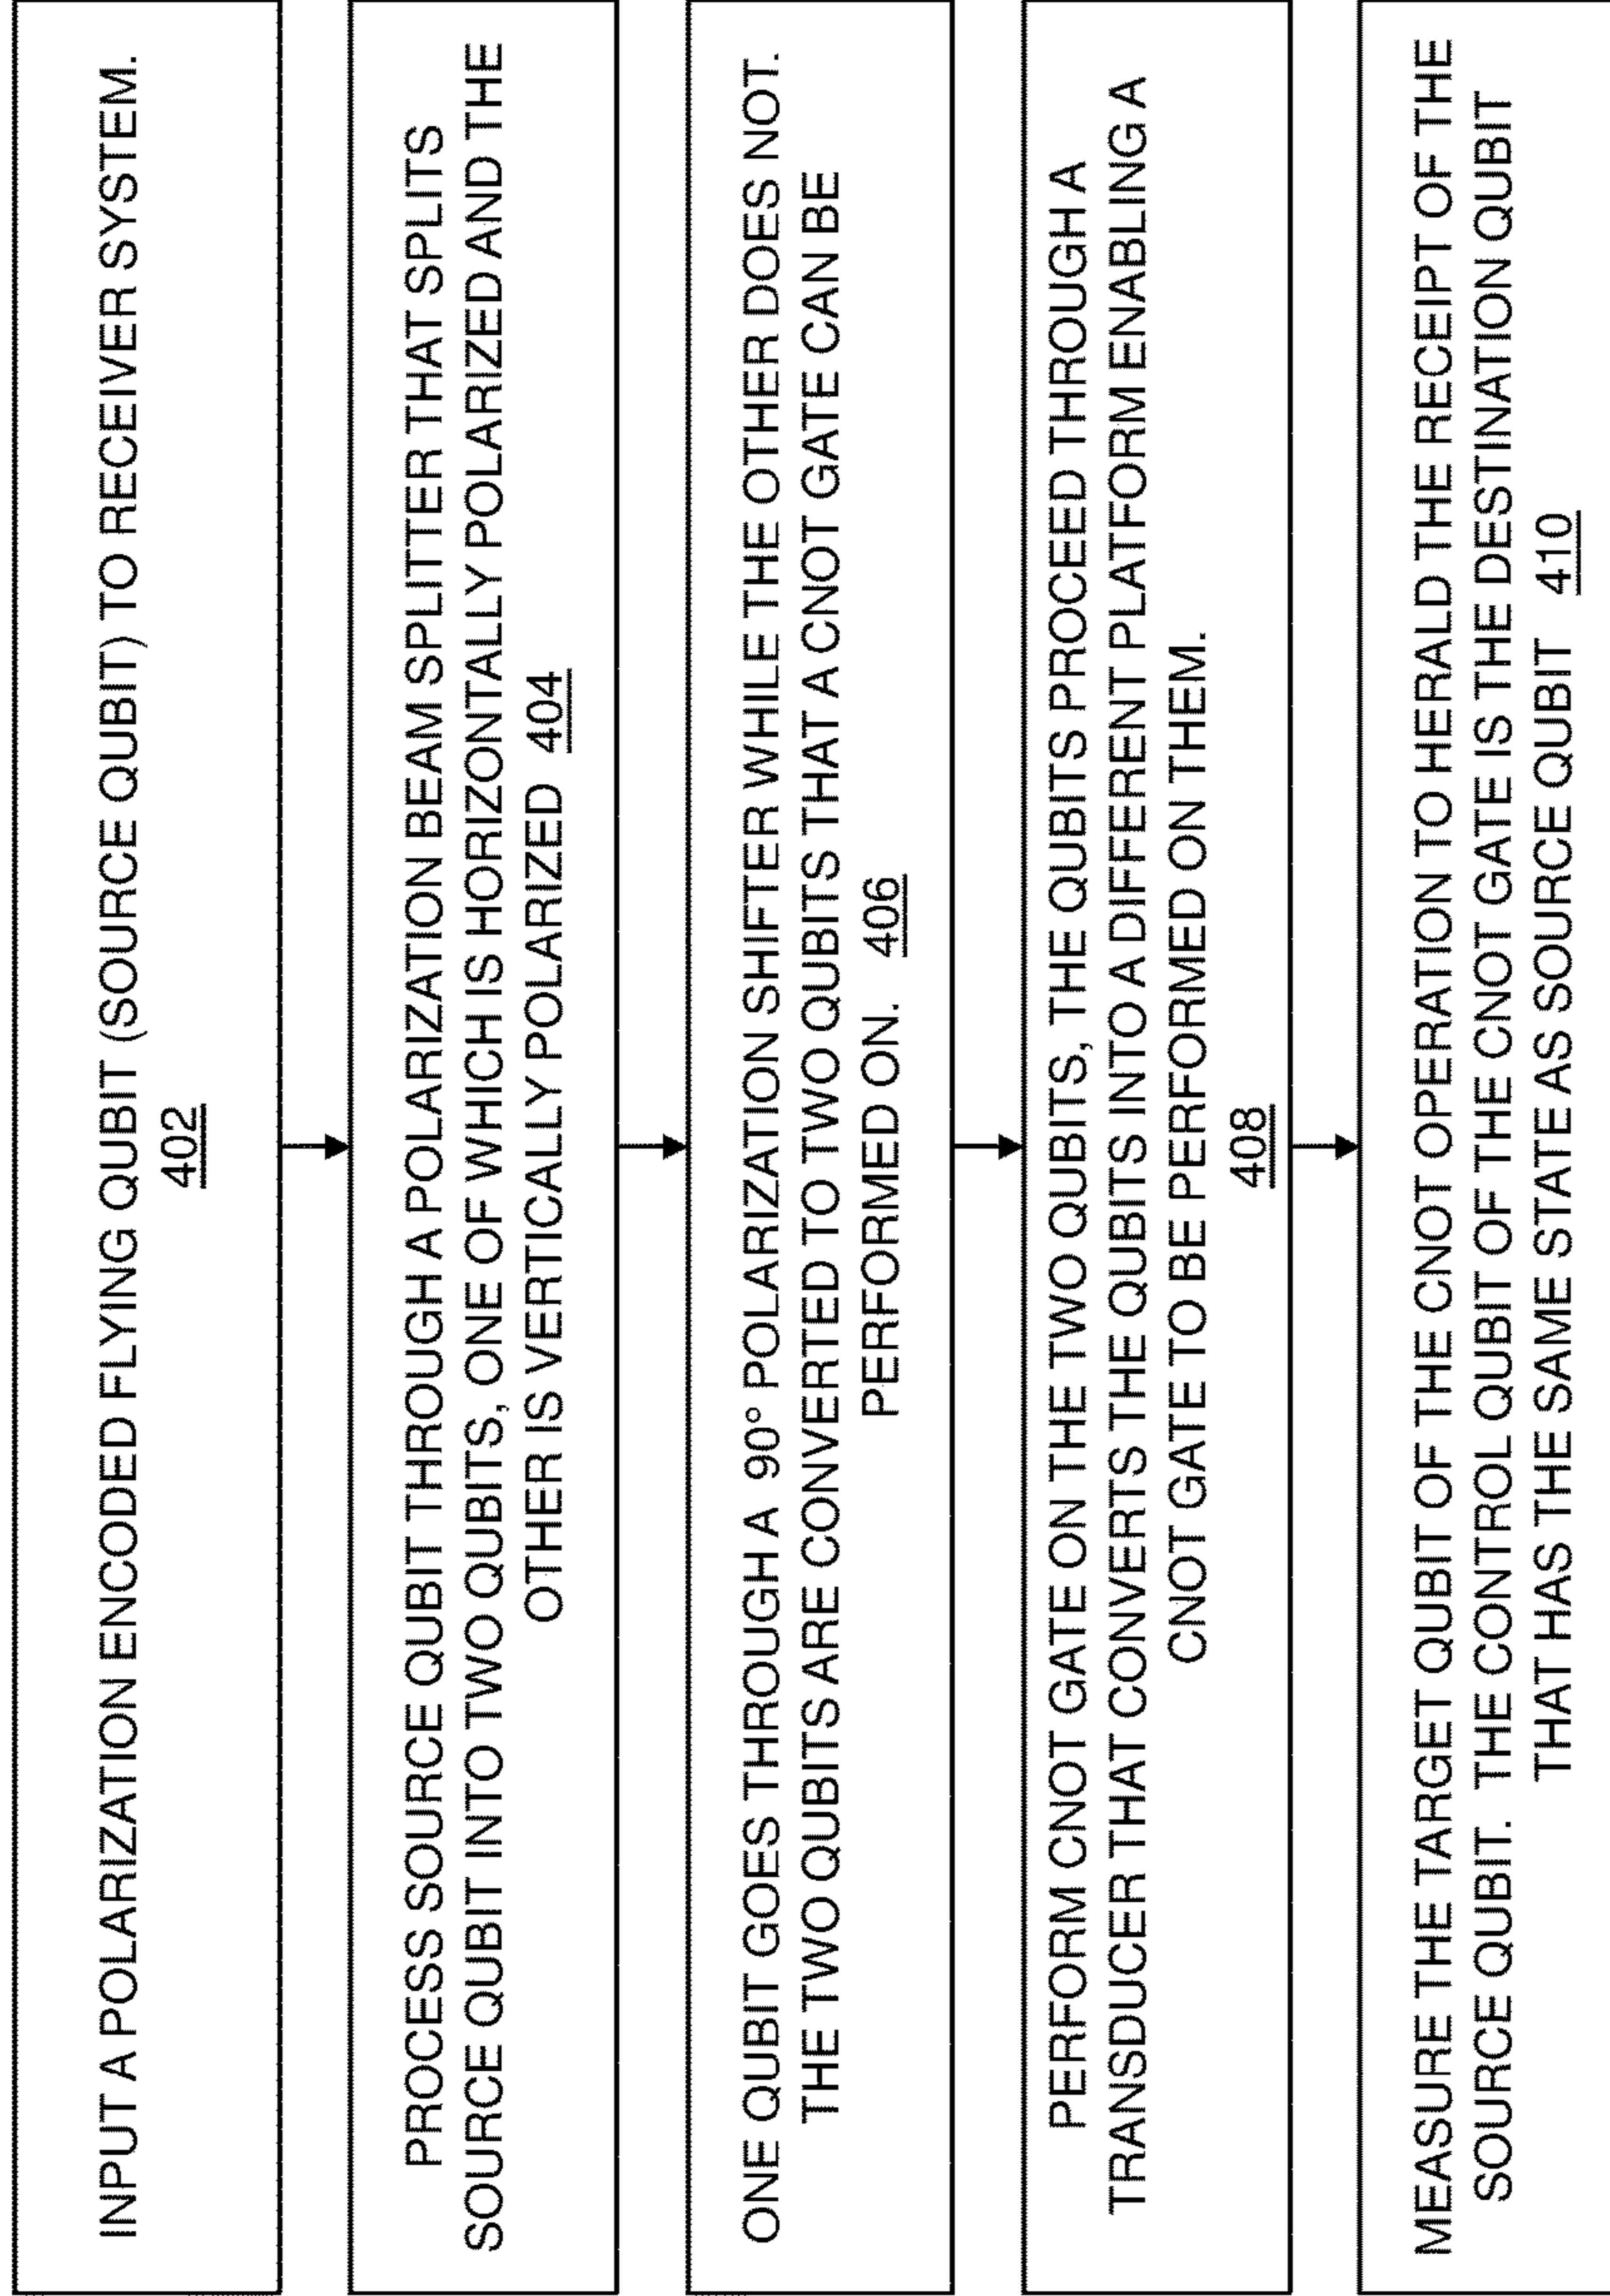 INPUT A POLARIZATION ENCODED FLYING QUBIT (SOURCE QUBIT) TO RECEIVER SYSTEM.
402
PROCESS SOURCE QUBIT THROUGH A POLARIZATION BEAM SPLITTER THAT SPLITS
SOURCE QUBIT INTO TWO QUBITS, ONE OF WHICH IS HORIZONTALLY POLARIZED AND THE
OTHER IS VERTICALLY POLARIZED 404
ONE QUBIT GOES THROUGH A 90° POLARIZATION SHIFTER WHILE THE OTHER DOES NOT.
THE TWO QUBITS ARE CONVERTED TO TWO QUBITS THAT A CNOT GATE CAN BE
PERFORMED ON. 406
PERFORM CNOT GATE ON THE TWO QUBITS, THE QUBITS PROCEED THROUGH A
TRANSDUCER THAT CONVERTS THE QUBITS INTO A DIFFERENT PLATFORM ENABLING A
CNOT GATE TO BE PERFORMED ON THEM.
408
MEASURE THE TARGET QUBIT OF THE CNOT OPERATION TO HERALD THE RECEIPT OF THE
SOURCE QUBIT. THE CONTROL QUBIT OF THE CNOT GATE IS THE DESTINATION QUBIT
THAT HAS THE SAME STATE AS SOURCE QUBIT 410